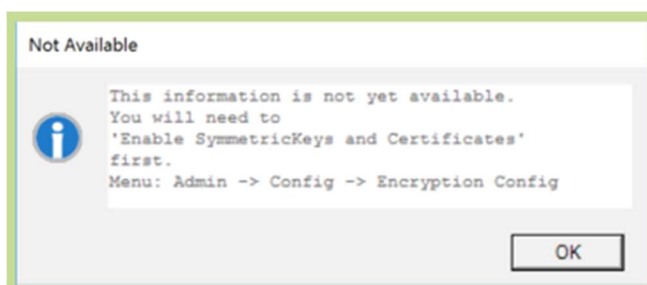 Not Available
This information is not yet available.
You will need to
'Enable SymmetricKeys and Certificates'
first.
Menu: Admin -> Config -> Encryption Config
OK